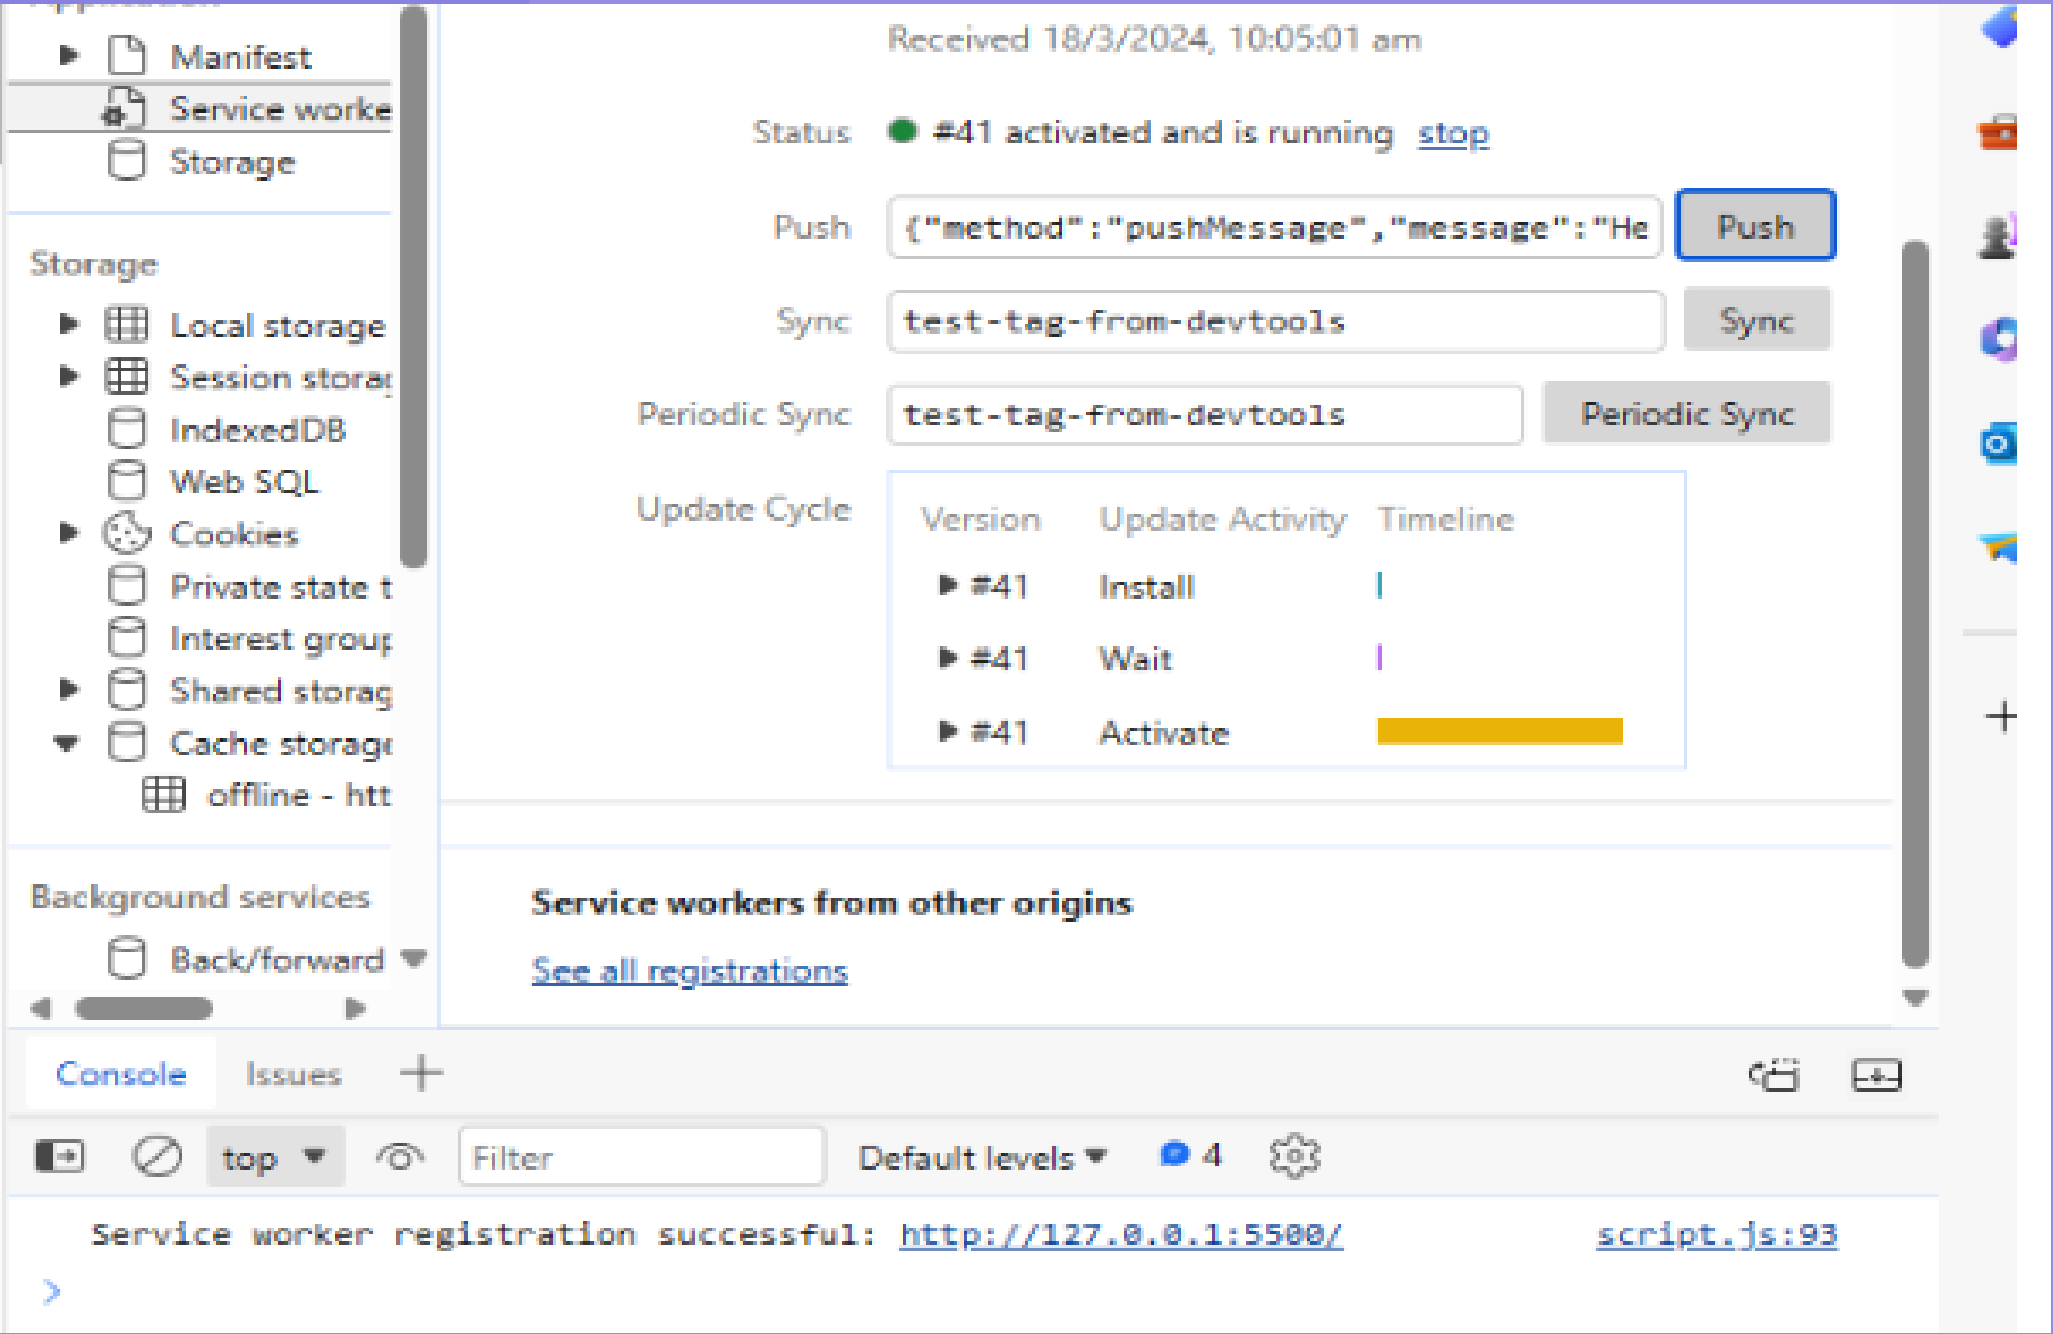 Manifest
Service worke
Storage
Storage
Local storage
Session storag
IndexedDB
Web SQL
Cookies
Private state t
Interest group
Shared storag
Cache storage
offline - htt
Background services
Back/forward
Received 18/3/2024, 10:05:01 am
Status #41 activated and is running stop
Push {"method":"pushMessage","message":"He Push
Sync test-tag-from-devtools Sync
Periodic Sync test-tag-from-devtools Periodic Sync
Update Cycle Version Update Activity Timeline
#41 Install
#41 Wait
#41 Activate
Service workers from other origins
See all registrations
Console Issues
top Filter Default levels 4
Service worker registration successful: http://127.0.0.1:5500/ script.js:93
>